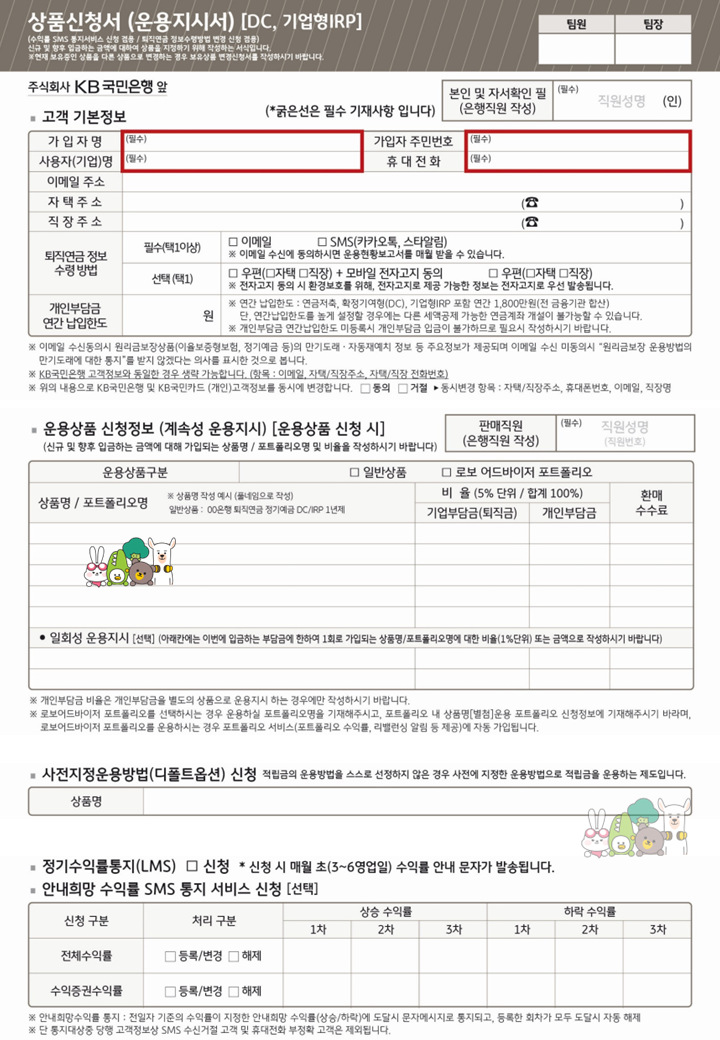 상품신청서 (운용지시서) [DC, 기업형IRP]
(수익률 SMS 통지서비스 신청 겸용 / 퇴직연금 정보수령방법 변경 신청 겸용)
신규 및 향후 입금하는 금액에 대하여 상품을 지정하기 위해 작성하는 서식입니다.
※현재 보유중인 상품을 다른 상품으로 변경하는 경우 보유상품 변경신청서를 작성하시기 바랍니다.
팀원 팀장
주식회사 KB국민은행 앞
■ 고객 기본정보
(*굵은선은 필수 기재사항 입니다)
본인 및 자서확인 필 (은행직원 작성) (필수) 직원성명 (인)
가 입 자 명 (필수) 가입자 주민번호 (필수)
사용자(기업)명 (필수) 휴 대 전 화 (필수)
이메일 주소
자 택 주 소 (☎ )
직 장 주 소 (☎ )
퇴직연금 정보 수령 방법
필수(택1이상) □ 이메일 □ SMS(카카오톡, 스타알림)
※ 이메일 수신에 동의하시면 운용현황보고서를 매월 받을 수 있습니다.
선택 (택1) □ 우편(□자택 □직장) + 모바일 전자고지 동의 □ 우편(□자택 □직장)
※ 전자고지 동의 시 환경보호를 위해, 전자고지로 제공 가능한 정보는 전자고지로 우선 발송됩니다.
개인부담금 연간 납입한도 원
※ 연간 납입한도 : 연금저축, 확정기여형(DC), 기업형IRP 포함 연간 1,800만원(전 금융기관 합산)
단, 연간납입한도를 높게 설정할 경우에는 다른 세액공제 가능한 연금계좌 개설이 불가능할 수 있습니다.
※ 개인부담금 연간납입한도 미등록시 개인부담금 입금이 불가하므로 필요시 작성하시기 바랍니다.
※ 이메일 수신동의시 원리금보장상품(이율보증형보험, 정기예금 등)의 만기도래 · 자동재예치 정보 등 주요정보가 제공되며 이메일 수신 미동의시 "원리금보장 운용방법의
만기도래에 대한 통지"를 받지 않겠다는 의사를 표시한 것으로 봅니다.
※ KB국민은행 고객정보와 동일한 경우 생략 가능합니다. (항목 : 이메일, 자택/직장주소, 자택/직장 전화번호)
※ 위의 내용으로 KB국민은행 및 KB국민카드 (개인)고객정보를 동시에 변경합니다. □ 동의 □ 거절 ▶동시변경 항목 : 자택/직장주소, 휴대폰번호, 이메일, 직장명
■ 운용상품 신청정보 (계속성 운용지시) [운용상품 신청 시]
(신규 및 향후 입금하는 금액에 대해 가입되는 상품명 / 포트폴리오명 및 비율을 작성하시기 바랍니다)
판매직원 (은행직원 작성) (필수) 직원성명 (직원번호)
운용상품구분 □ 일반상품 □ 로보 어드바이저 포트폴리오
상품명 / 포트폴리오명
※ 상품명 작성 예시 (풀네임으로 작성)
일반상품 : 00은행 퇴직연금 정기예금 DC/IRP 1년제
비 율 (5% 단위 / 합계 100%) 환매 수수료
기업부담금(퇴직금) 개인부담금
● 일회성 운용지시 [선택] (아래칸에는 이번에 입금하는 부담금에 한하여 1회로 가입되는 상품명/포트폴리오명에 대한 비율(1%단위) 또는 금액으로 작성하시기 바랍니다)
※ 개인부담금 비율은 개인부담금을 별도의 상품으로 운용지시 하는 경우에만 작성하시기 바랍니다.
※ 로보어드바이저 포트폴리오를 선택하시는 경우 운용하실 포트폴리오명을 기재해주시고, 포트폴리오 내 상품명[별첨]운용 포트폴리오 신청정보에 기재해주시기 바라며,
로보어드바이저 포트폴리오를 운용하시는 경우 포트폴리오 서비스(포트폴리오 수익률, 리밸런싱 알림 등 제공)에 자동 가입됩니다.
■ 사전지정운용방법(디폴트옵션) 신청 적립금의 운용방법을 스스로 선정하지 않은 경우 사전에 지정한 운용방법으로 적립금을 운용하는 제도입니다.
상품명
■ 정기수익률통지(LMS) □ 신청 * 신청 시 매월 초(3~6영업일) 수익률 안내 문자가 발송됩니다.
■ 안내희망 수익률 SMS 통지 서비스 신청 [선택]
신청 구분 처리 구분 상승 수익률 하락 수익률
1차 2차 3차 1차 2차 3차
전체수익률 □ 등록/변경 □ 해제
수익증권수익률 □ 등록/변경 □ 해제
※ 안내희망수익률 통지 : 전일자 기준의 수익률이 지정한 안내희망 수익률(상승/하락)에 도달시 문자메시지로 통지되고, 등록한 회차가 모두 도달시 자동 해제
※ 단 통지대상중 당행 고객정보상 SMS 수신거절 고객 및 휴대전화 부정확 고객은 제외됩니다.